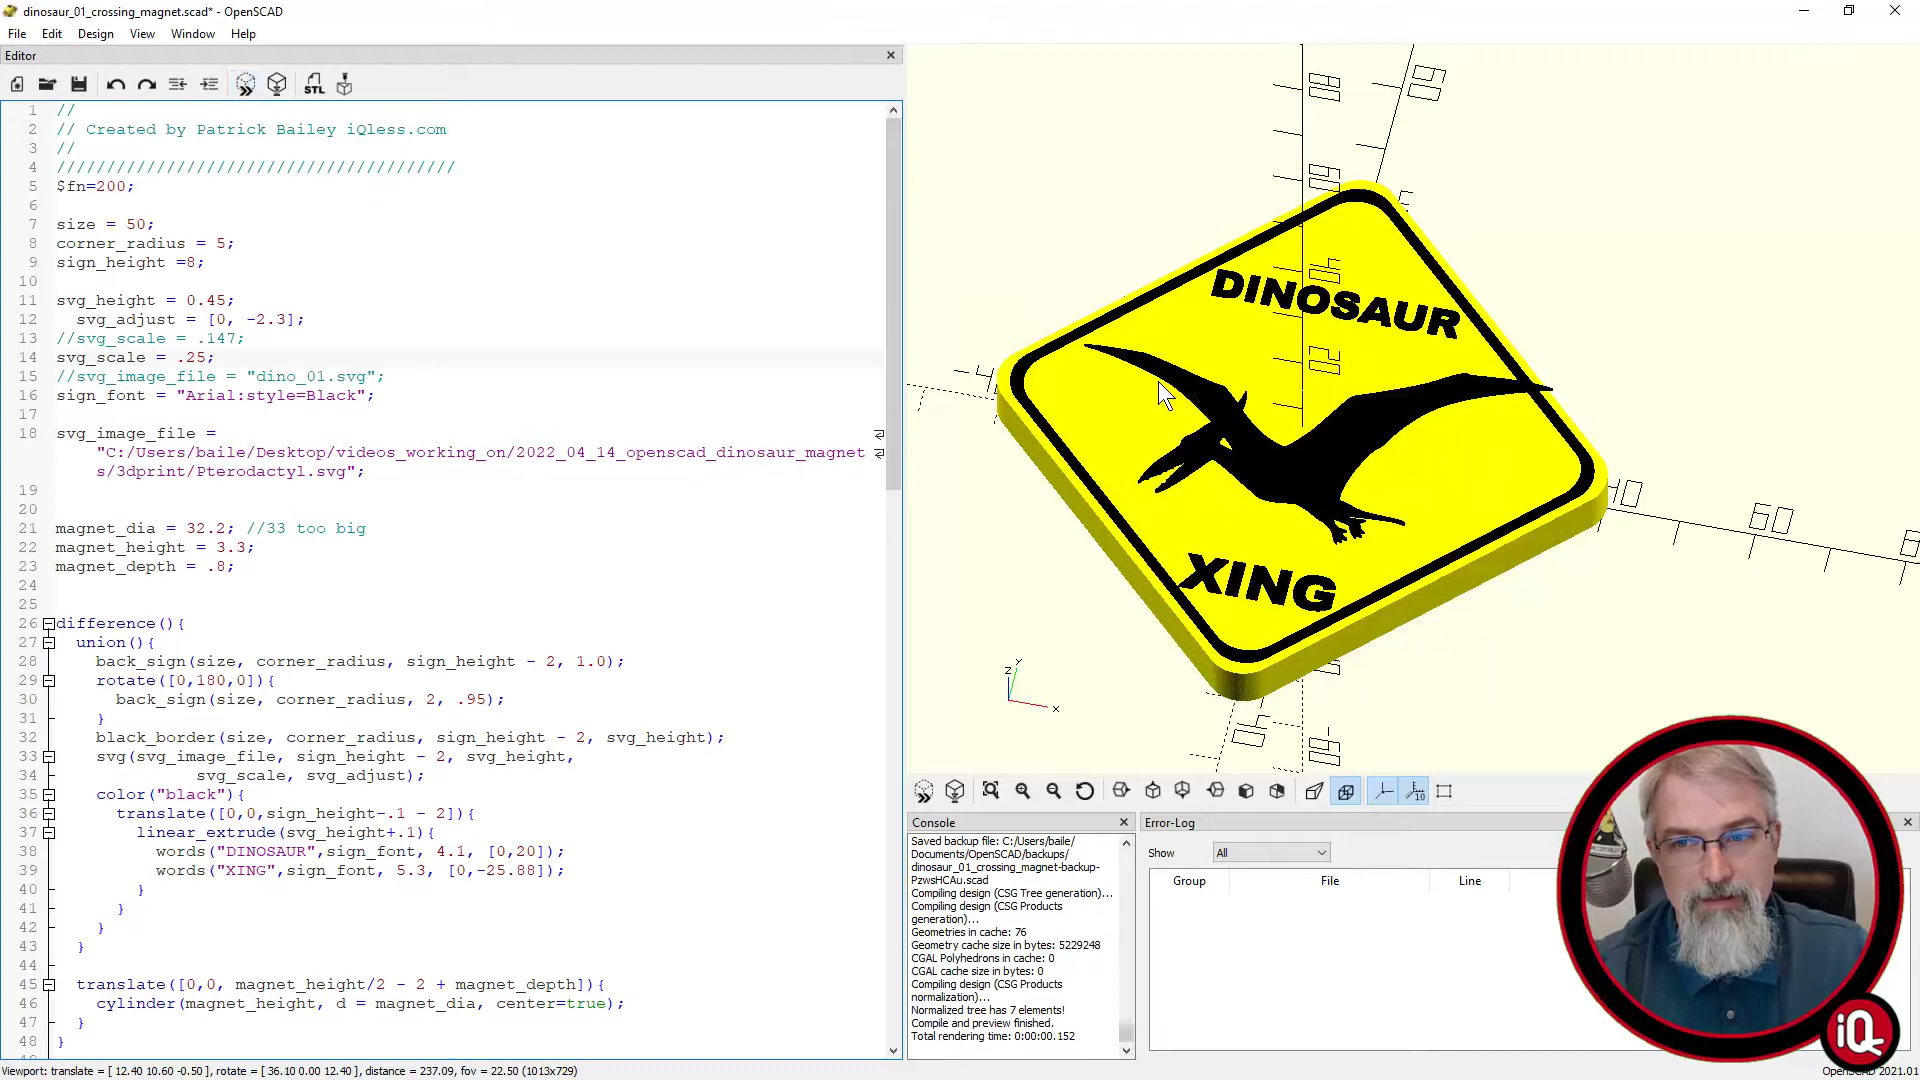 dinosaur_01_crossing_magnet.scad* - OpenSCAD
File Edit Design View Window Help
Editor
STL
1 //
2 // Created by Patrick Bailey iQless.com
3 //
4 ////////////////////////////////////////
5 $fn=200;
6
7 size = 50;
8 corner_radius = 5;
9 sign_height =8;
10
11 svg_height = 0.45;
12 svg_adjust = [0, -2.3];
13 //svg_scale = .147;
14 svg_scale = .25;
15 //svg_image_file = "dino_01.svg";
16 sign_font = "Arial:style=Black";
17
18 svg_image_file =
"C:/Users/baile/Desktop/videos_working_on/2022_04_14_openscad_dinosaur_magnet
s/3dprint/Pterodactyl.svg";
19
20
21 magnet_dia = 32.2; //33 too big
22 magnet_height = 3.3;
23 magnet_depth = .8;
24
25
26 difference(){
27 union(){
28 back_sign(size, corner_radius, sign_height - 2, 1.0);
29 rotate([0,180,0]){
30 back_sign(size, corner_radius, 2, .95);
31 }
32 black_border(size, corner_radius, sign_height - 2, svg_height);
33 svg(svg_image_file, sign_height - 2, svg_height,
34 svg_scale, svg_adjust);
35 color("black"){
36 translate([0,0,sign_height-.1 - 2]){
37 linear_extrude(svg_height+.1){
38 words("DINOSAUR",sign_font, 4.1, [0,20]);
39 words("XING",sign_font, 5.3, [0,-25.88]);
40 }
41 }
42 }
43 }
44
45 translate([0,0, magnet_height/2 - 2 + magnet_depth]){
46 cylinder(magnet_height, d = magnet_dia, center=true);
47 }
48 }
DINOSAUR
XING
20
40
60
z
y
x
10
Console
Saved backup file: C:/Users/baile/
Documents/OpenSCAD/backups/
dinosaur_01_crossing_magnet-backup-
PzwsHCAu.scad
Compiling design (CSG Tree generation)...
Compiling design (CSG Products
generation)...
Geometries in cache: 76
Geometry cache size in bytes: 5229248
CGAL Polyhedrons in cache: 0
CGAL cache size in bytes: 0
Compiling design (CSG Products
normalization)...
Normalized tree has 7 elements!
Compile and preview finished.
Total rendering time: 0:00:00.152
Error-Log
Show All
Group File Line
iQ
Viewport: translate = [ 12.40 10.60 -0.50 ], rotate = [ 36.10 0.00 12.40 ], distance = 237.09, fov = 22.50 (1013x729)
OpenSCAD 2021.01